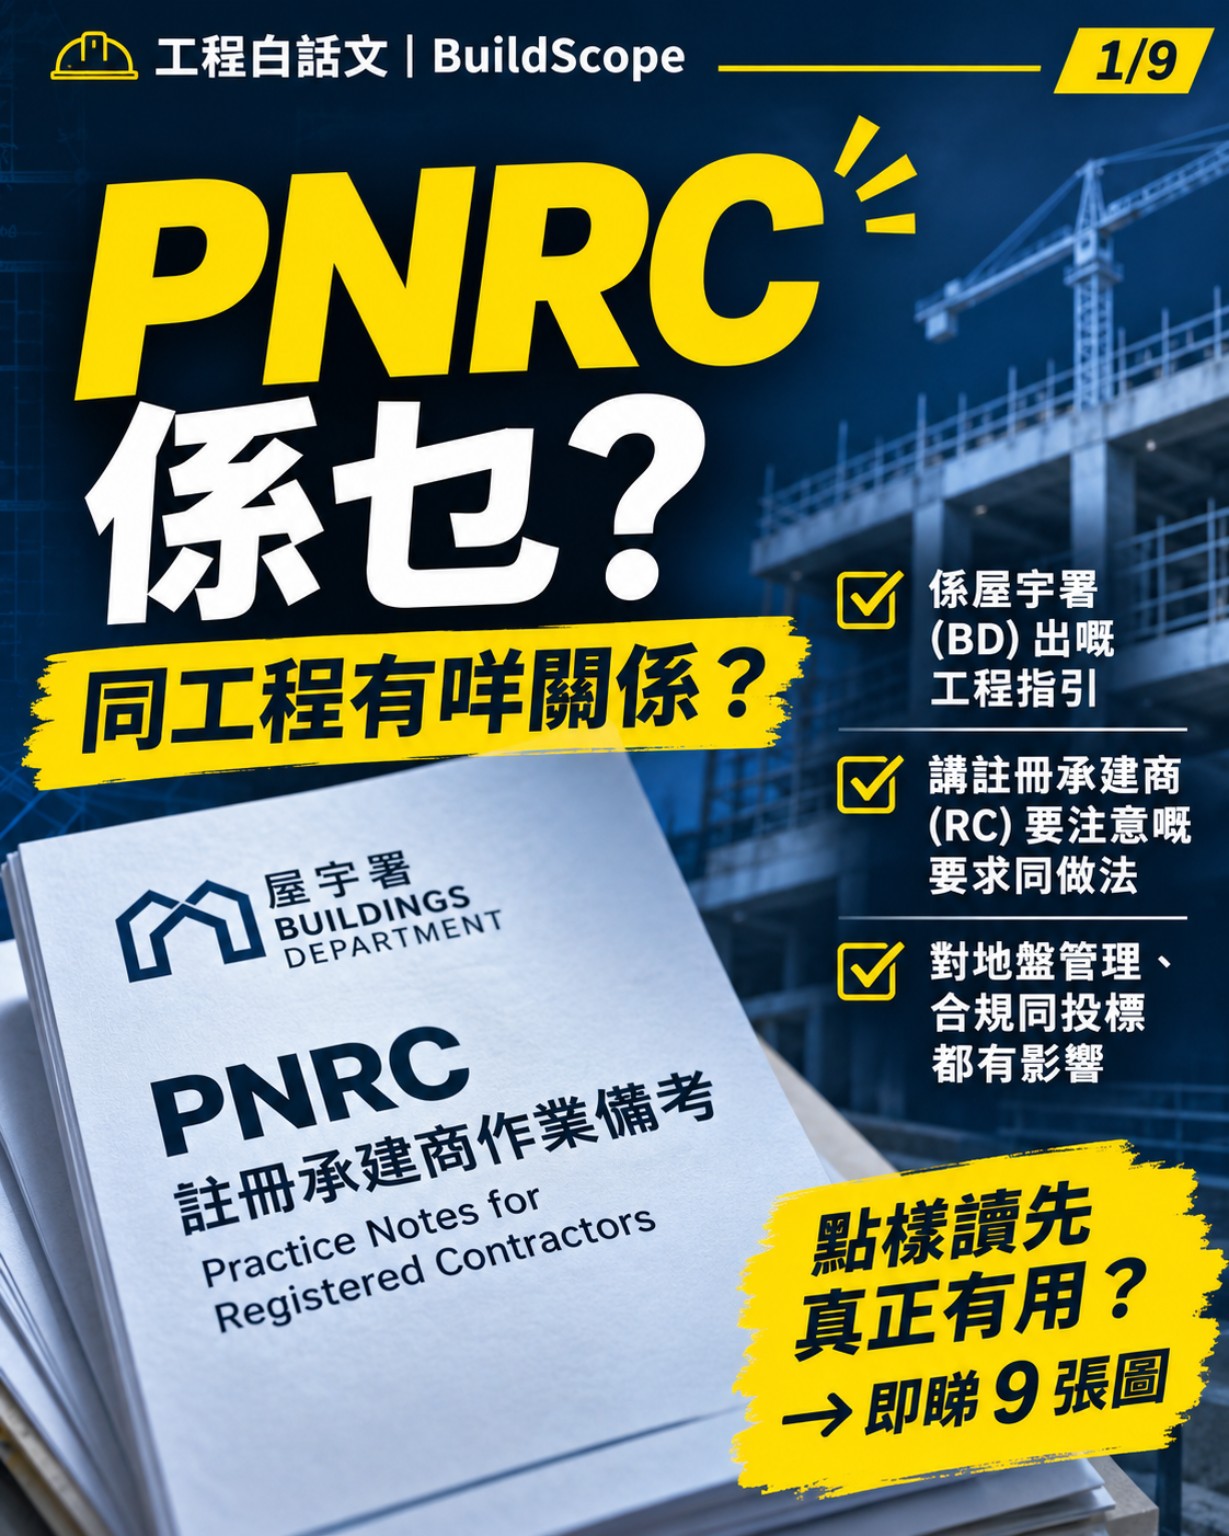 工程白話文｜BuildScope
1/9
PNRC
係乜?
同工程有咩關係？
係屋宇署
(BD) 出嘅
工程指引
講註冊承建商
(RC) 要注意嘅
要求同做法
對地盤管理、
合規同投標
都有影響
屋宇署
BUILDINGS
DEPARTMENT
PNRC
註冊承建商作業備考
Practice Notes for
Registered Contractors
點樣讀先
真正有用？
→即睇9張圖